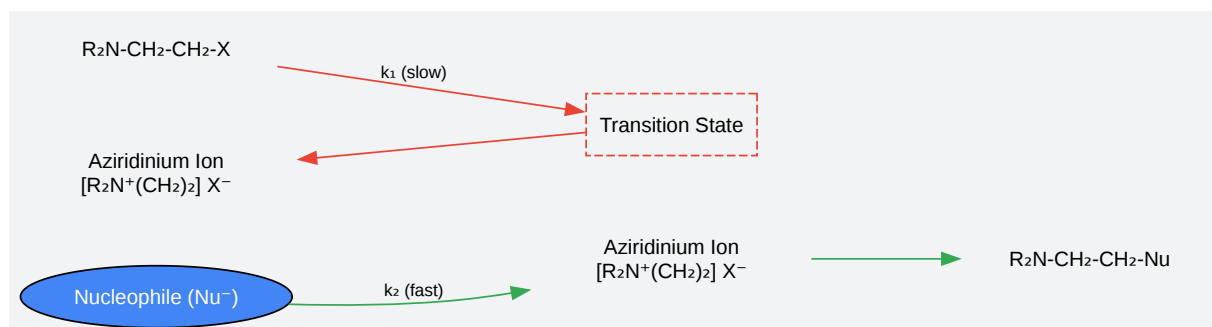 R₂N-CH₂-CH₂-X
k₁ (slow)
Transition State
Aziridinium Ion
[R₂N⁺(CH₂)₂] X⁻
Aziridinium Ion
[R₂N⁺(CH₂)₂] X⁻
R₂N-CH₂-CH₂-Nu
Nucleophile (Nu⁻)
k₂ (fast)